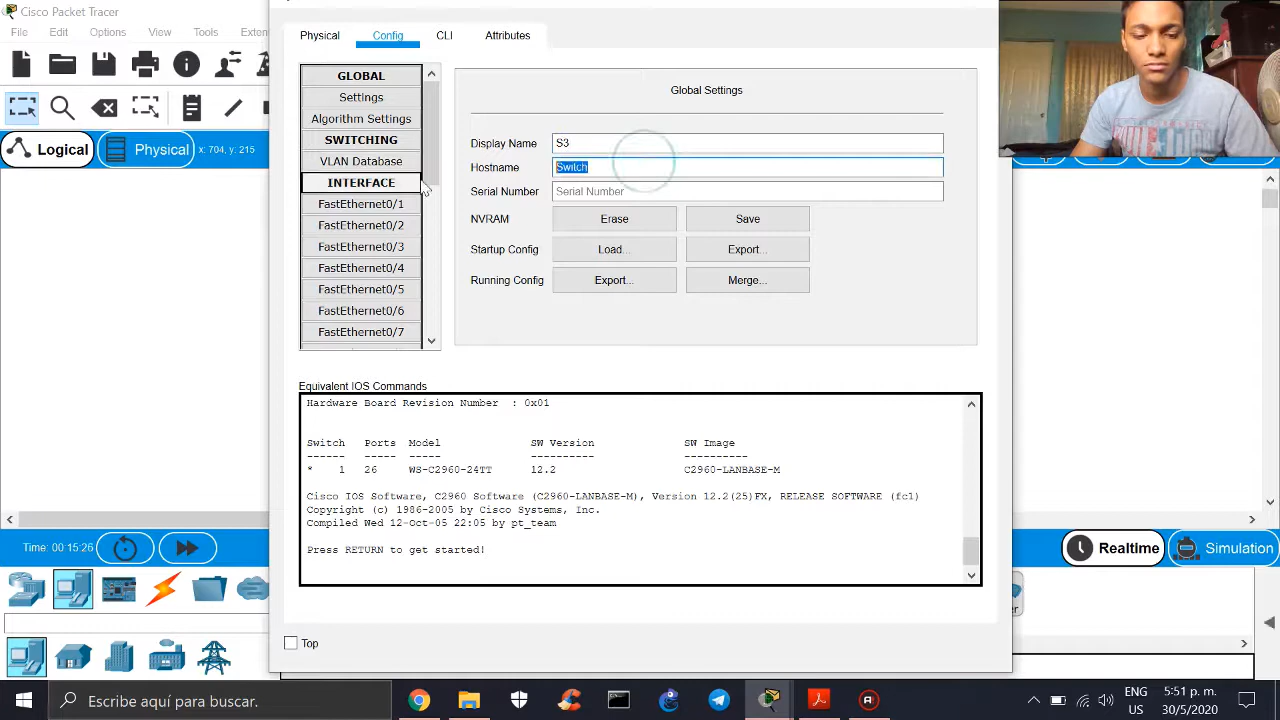 Cisco Packet Tracer
File Edit Options View Tools Exten
Logical
Physical
x: 704, y: 215
Physical
Config
CLI
Attributes
GLOBAL
Settings
Algorithm Settings
SWITCHING
VLAN Database
INTERFACE
FastEthernet0/1
FastEthernet0/2
FastEthernet0/3
FastEthernet0/4
FastEthernet0/5
FastEthernet0/6
FastEthernet0/7
Global Settings
Display Name S3
Hostname Switch
Serial Number Serial Number
NVRAM Erase Save
Startup Config Load... Export...
Running Config Export... Merge...
Equivalent IOS Commands
Hardware Board Revision Number : 0x01
Switch Ports Model SW Version SW Image
------ ----- ----- ---------- ----------
* 1 26 WS-C2960-24TT 12.2 C2960-LANBASE-M
Cisco IOS Software, C2960 Software (C2960-LANBASE-M), Version 12.2(25)FX, RELEASE SOFTWARE (fc1)
Copyright (c) 1986-2005 by Cisco Systems, Inc.
Compiled Wed 12-Oct-05 22:05 by pt_team
Press RETURN to get started!
Top
Time: 00:15:26
Realtime
Simulation
er
Escribe aquí para buscar.
ENG
US
5:51 p. m.
30/5/2020